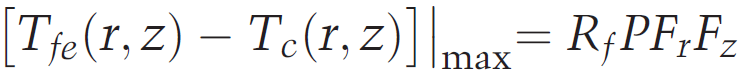 [T_{fe}(r, z) − T_c(r, z)]|_{max} = R_f P F_r F_z